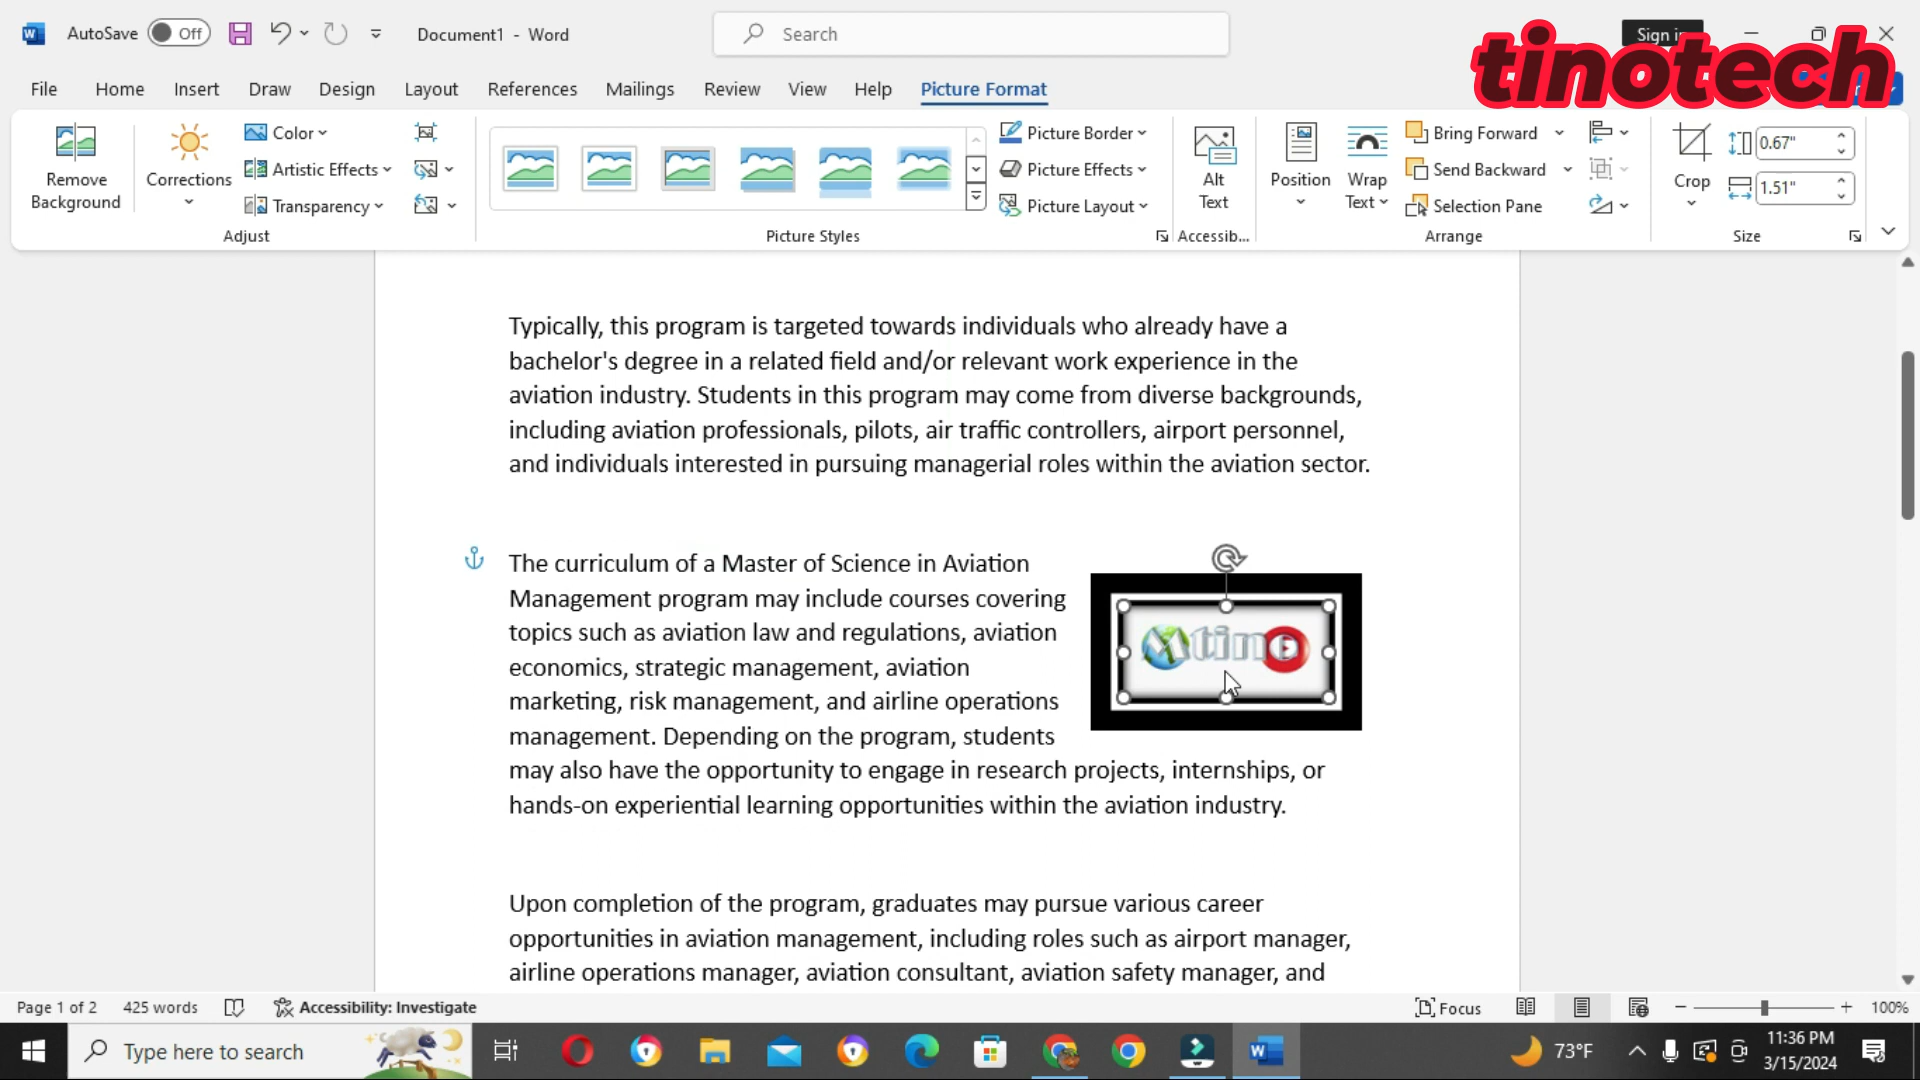 AutoSave Off Document1 - Word Search Sign
tinotech
File Home Insert Draw Design Layout References Mailings Review View Help Picture Format
Remove Background
Corrections
Color
Artistic Effects
Transparency
Adjust
Picture Styles
Picture Border
Picture Effects
Picture Layout
Alt Text
Accessib...
Position
Wrap Text
Bring Forward
Send Backward
Selection Pane
Arrange
Crop
0.67"
1.51"
Size
Typically, this program is targeted towards individuals who already have a
bachelor's degree in a related field and/or relevant work experience in the
aviation industry. Students in this program may come from diverse backgrounds,
including aviation professionals, pilots, air traffic controllers, airport personnel,
and individuals interested in pursuing managerial roles within the aviation sector.
The curriculum of a Master of Science in Aviation
Management program may include courses covering
topics such as aviation law and regulations, aviation
economics, strategic management, aviation
marketing, risk management, and airline operations
management. Depending on the program, students
may also have the opportunity to engage in research projects, internships, or
hands-on experiential learning opportunities within the aviation industry.
Upon completion of the program, graduates may pursue various career
opportunities in aviation management, including roles such as airport manager,
airline operations manager, aviation consultant, aviation safety manager, and
Page 1 of 2 425 words Accessibility: Investigate Focus 100%
Type here to search 73°F 11:36 PM
3/15/2024